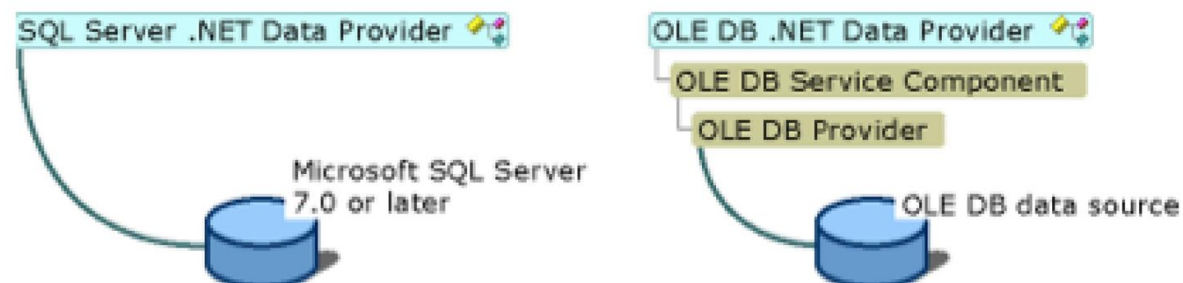 SQL Server .NET Data Provider
Microsoft SQL Server
7.0 or later
OLE DB .NET Data Provider
OLE DB Service Component
OLE DB Provider
OLE DB data source